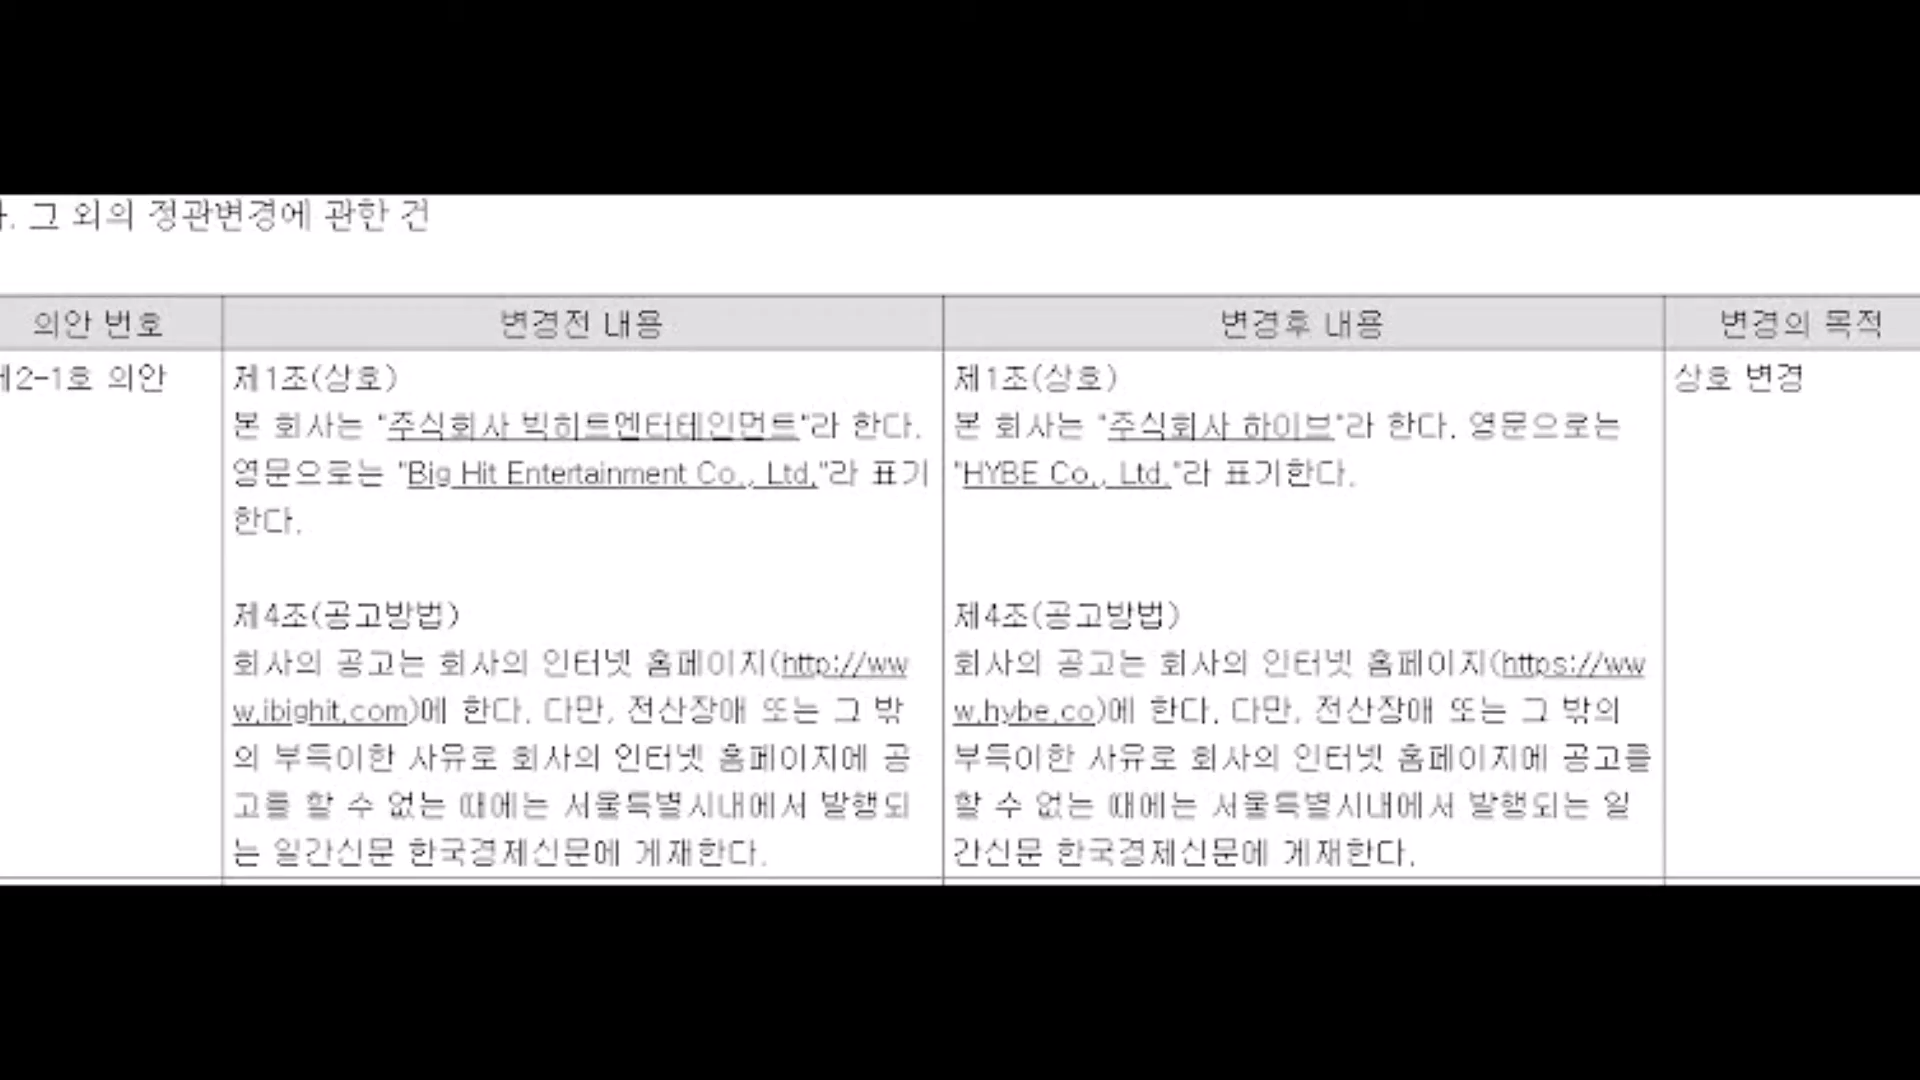 . 그 외의 정관변경에 관한 건
의안 번호
변경전 내용
변경후 내용
변경의 목적
제2-1호 의안
제1조(상호)
본 회사는 "주식회사 빅히트엔터테인먼트"라 한다.
영문으로는 "Big Hit Entertainment Co., Ltd."라 표기
한다.
제4조(공고방법)
회사의 공고는 회사의 인터넷 홈페이지(http://ww
w.ibighit.com)에 한다. 다만, 전산장애 또는 그 밖
의 부득이한 사유로 회사의 인터넷 홈페이지에 공
고를 할 수 없는 때에는 서울특별시내에서 발행되
는 일간신문 한국경제신문에 게재한다.
제1조(상호)
본 회사는 "주식회사 하이브"라 한다. 영문으로는
"HYBE Co., Ltd."라 표기한다.
제4조(공고방법)
회사의 공고는 회사의 인터넷 홈페이지(https://ww
w.hybe.co)에 한다. 다만, 전산장애 또는 그 밖의
부득이한 사유로 회사의 인터넷 홈페이지에 공고를
할 수 없는 때에는 서울특별시내에서 발행되는 일
간신문 한국경제신문에 게재한다.
상호 변경